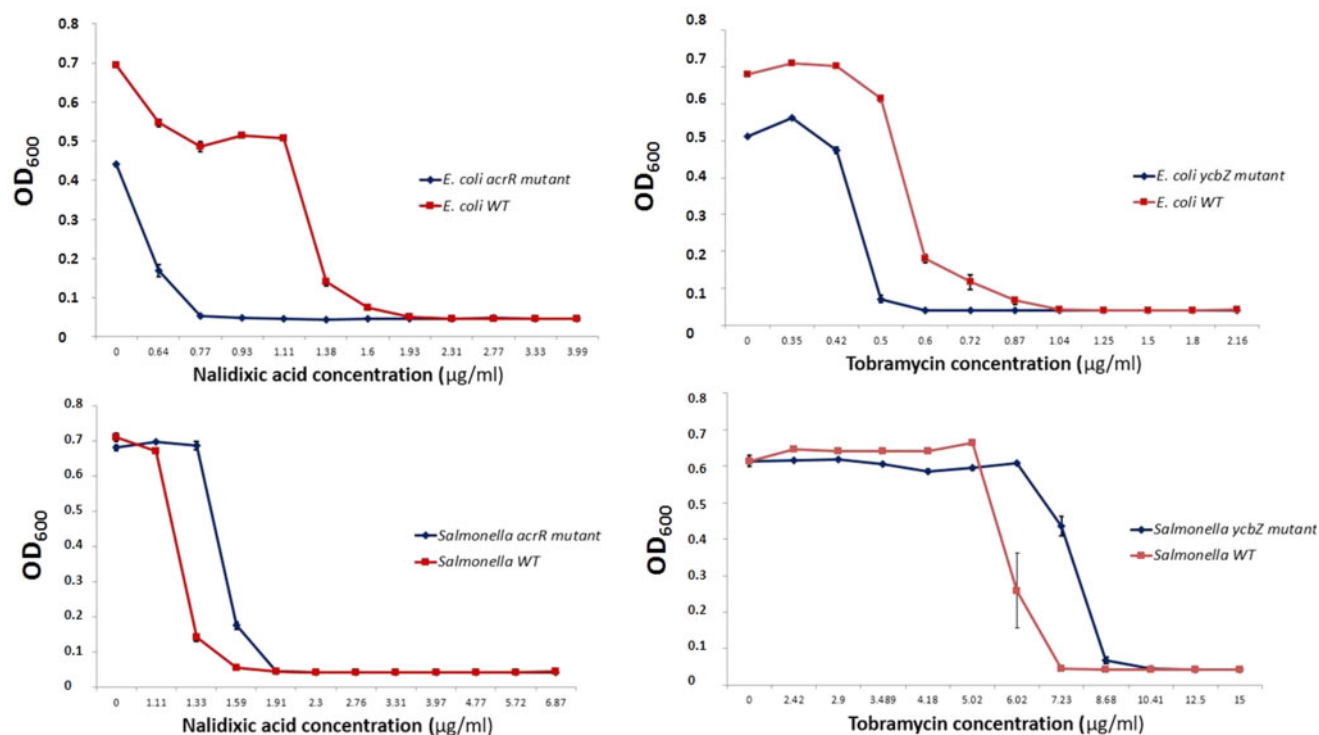 OD600
0.8
0.7
0.6
0.5
0.4
0.3
0.2
0.1
0
E. coli acrR mutant
E. coli WT
0 0.64 0.77 0.93 1.11 1.38 1.6 1.93 2.31 2.77 3.33 3.99
Nalidixic acid concentration (μg/ml)
OD600
0.8
0.7
0.6
0.5
0.4
0.3
0.2
0.1
0
E. coli ycbZ mutant
E. coli WT
0 0.35 0.42 0.5 0.6 0.72 0.87 1.04 1.25 1.5 1.8 2.16
Tobramycin concentration (μg/ml)
OD600
0.8
0.7
0.6
0.5
0.4
0.3
0.2
0.1
0
Salmonella acrR mutant
Salmonella WT
0 1.11 1.33 1.59 1.91 2.3 2.76 3.31 3.97 4.77 5.72 6.87
Nalidixic acid concentration (μg/ml)
OD600
0.8
0.7
0.6
0.5
0.4
0.3
0.2
0.1
0
Salmonella ycbZ mutant
Salmonella WT
0 2.42 2.9 3.489 4.18 5.02 6.02 7.23 8.68 10.41 12.5 15
Tobramycin concentration (μg/ml)